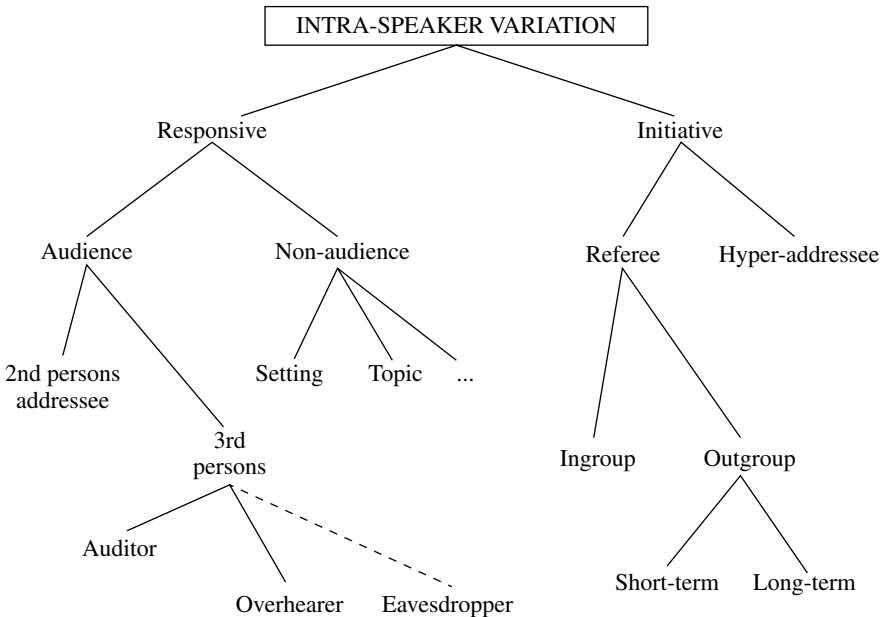 INTRA-SPEAKER VARIATION
Responsive
Initiative
Audience
Non-audience
Referee
Hyper-addressee
2nd persons
addressee
Setting
Topic
...
3rd
persons
Ingroup
Outgroup
Auditor
Overhearer
Eavesdropper
Short-term
Long-term